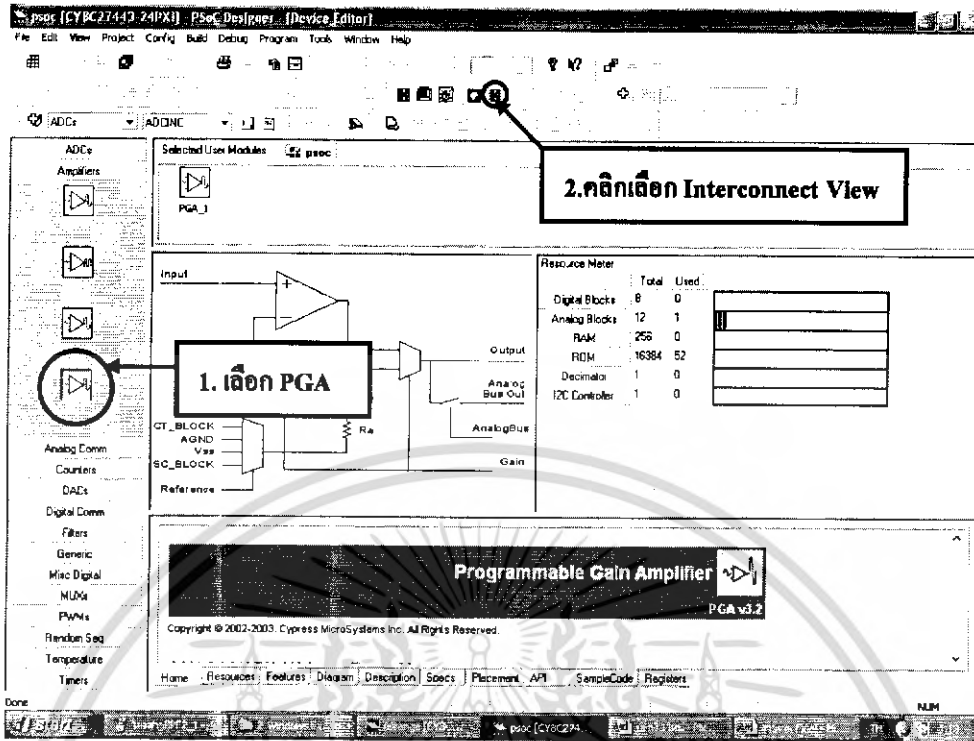 psoc [CY8C27443-24PXI] - PSoC Designer - [Device Editor]
File Edit View Project Config Build Debug Program Tools Window Help
ADCs ADCINC
ADCs
Amplifiers
Analog Comm
Counters
DACs
Digital Comm
Filters
Generic
Misc Digital
MUXs
PWMs
Random Seq
Temperature
Timers
Selected User Modules psoc
PGA_1
2.คลิกเลือก Interconnect View
1. เลือก PGA
Input
Output
Analog
Bus Out
AnalogBus
Gain
CT_BLOCK
AGND
Vss
SC_BLOCK
Reference
Ra
Resource Meter
Total Used
Digital Blocks 8 0
Analog Blocks 12 1
RAM 256 0
ROM 16384 52
Decimator 1 0
I2C Controller 1 0
Programmable Gain Amplifier
PGA v3.2
Copyright © 2002-2003. Cypress MicroSystems Inc. All Rights Reserved.
Home Resources Features Diagram Description Specs Placement API SampleCode Registers
Done NUM
psoc [CY8C274... TH